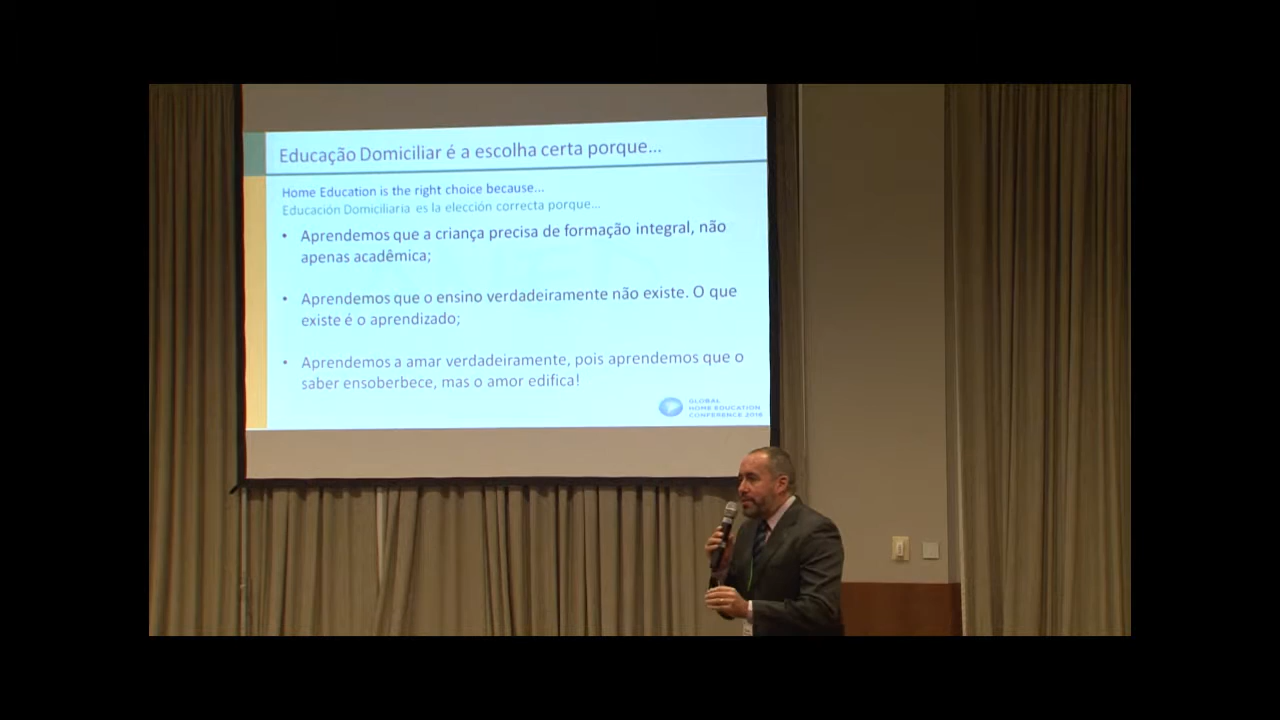 Educação Domiciliar é a escolha certa porque...
Home Education is the right choice because...
Educación Domiciliaria es la elección correcta porque...
• Aprendemos que a criança precisa de formação integral, não
apenas acadêmica;
• Aprendemos que o ensino verdadeiramente não existe. O que
existe é o aprendizado;
• Aprendemos a amar verdadeiramente, pois aprendemos que o
saber ensoberbece, mas o amor edifica!
GLOBAL
HOME EDUCATION
CONFERENCE 2016